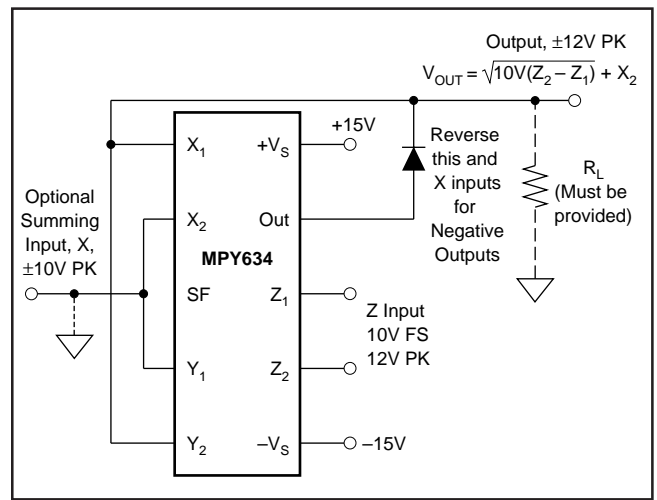 Output, ±12V PK
V_OUT = √10V(Z₂ – Z₁) + X₂
+15V
X₁
+V_S
Reverse
this and
X inputs
for
Negative
Outputs
R_L
(Must be
provided)
Optional
Summing
Input, X,
±10V PK
X₂
Out
MPY634
SF
Z₁
Z Input
10V FS
12V PK
Y₁
Z₂
Y₂
–V_S
–15V